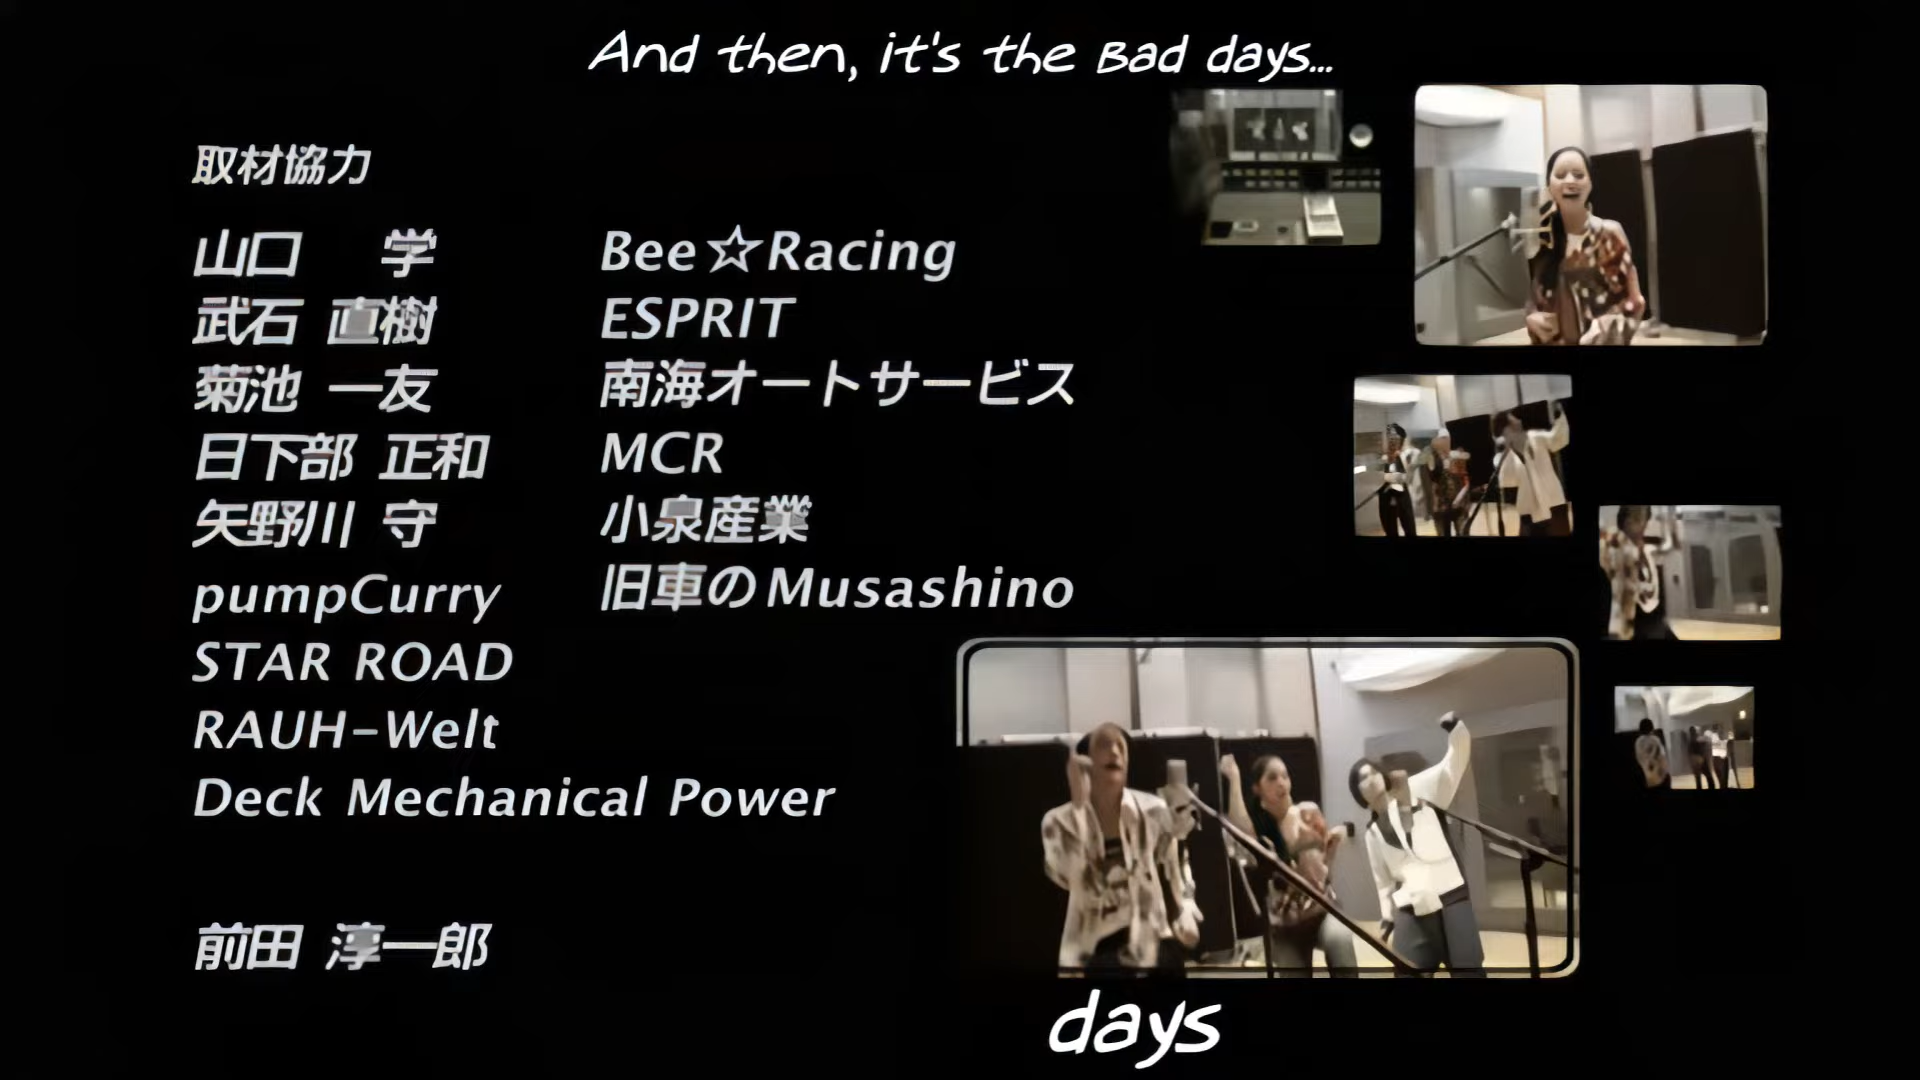 And then, it's the Bad days...
取材協力
山口 学
武石 直樹
菊池 一友
日下部 正和
矢野川 守
pumpCurry
STAR ROAD
RAUH-Welt
Deck Mechanical Power
前田 淳一郎
Bee☆Racing
ESPRIT
南海オートサービス
MCR
小泉産業
旧車のMusashino
days